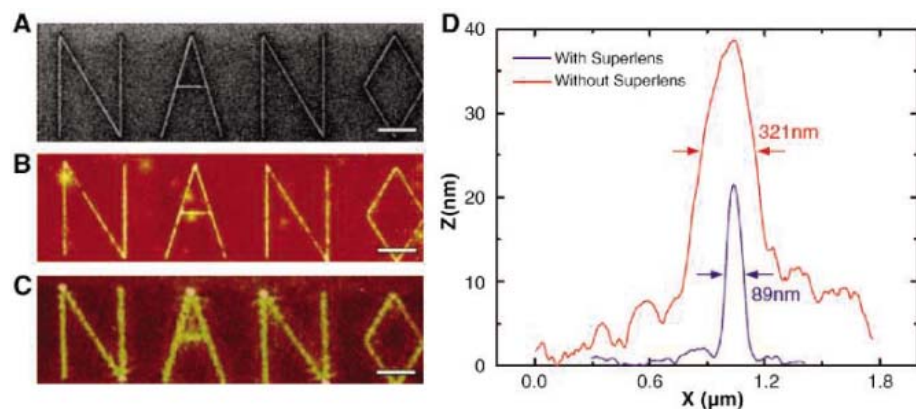 A
NANO
B
NANO
C
NANO
D
40
30
20
10
0
Z(nm)
With Superlens
Without Superlens
321nm
89nm
0.0 0.6 1.2 1.8
X (μm)